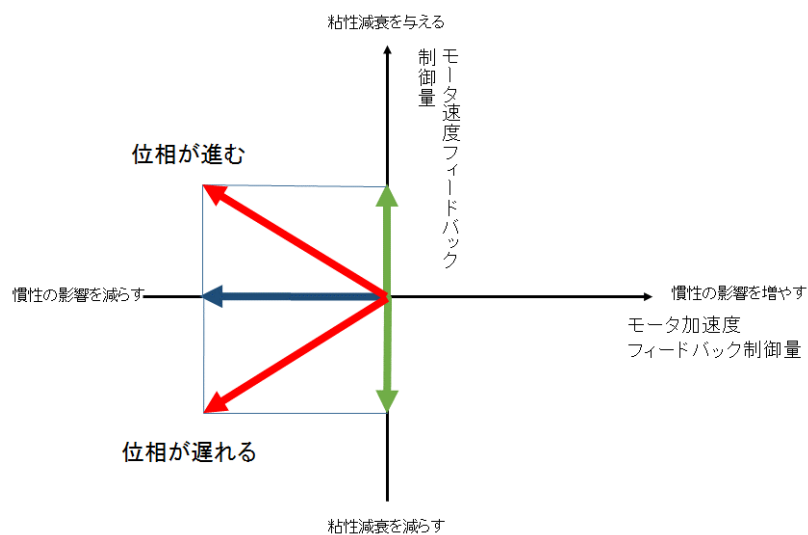 粘性減衰を与える
モータ速度フィードバック
制御量
位相が進む
慣性の影響を減らす
慣性の影響を増やす
モータ加速度
フィードバック制御量
位相が遅れる
粘性減衰を減らす